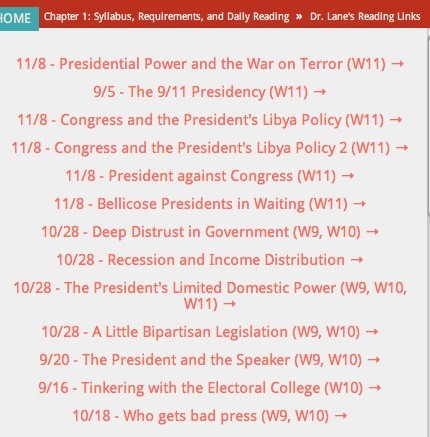 HOME Chapter 1: Syllabus, Requirements, and Daily Reading » Dr. Lane's Reading Links
11/8 - Presidential Power and the War on Terror (W11) →
9/5 - The 9/11 Presidency (W11) →
11/8 - Congress and the President's Libya Policy (W11) →
11/8 - Congress and the President's Libya Policy 2 (W11) →
11/8 - President against Congress (W11) →
11/8 - Bellicose Presidents in Waiting (W11) →
10/28 - Deep Distrust in Government (W9, W10) →
10/28 - Recession and Income Distribution →
10/28 - The President's Limited Domestic Power (W9, W10,
W11) →
10/28 - A Little Bipartisan Legislation (W9, W10) →
9/20 - The President and the Speaker (W9, W10) →
9/16 - Tinkering with the Electoral College (W10) →
10/18 - Who gets bad press (W9, W10) →